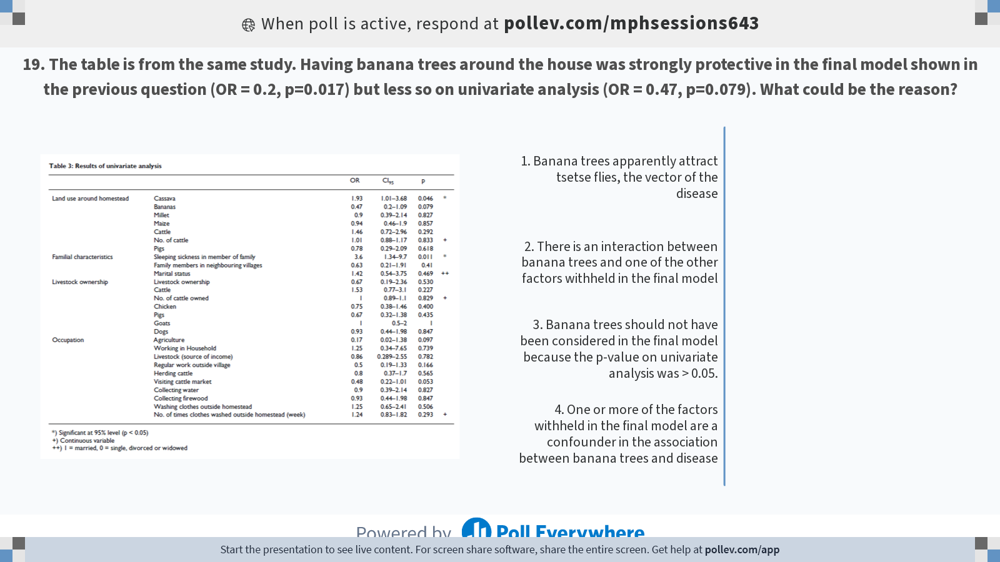 When poll is active, respond at pollev.com/mphsessions643
19. The table is from the same study. Having banana trees around the house was strongly protective in the final model shown in
the previous question (OR = 0.2, p=0.017) but less so on univariate analysis (OR = 0.47, p=0.079). What could be the reason?
Table 3: Results of univariate analysis
OR CI95 P
Land use around homestead Cassava 1.93 1.01–3.68 0.046 *
Bananas 0.47 0.2–1.09 0.079
Millet 0.9 0.39–2.14 0.827
Maize 0.94 0.46–1.9 0.857
Cattle 1.46 0.72–2.96 0.292
No. of cattle 1.01 0.88–1.17 0.833 +
Pigs 0.78 0.29–2.09 0.618
Familial characteristics Sleeping sickness in member of family 3.6 1.34–9.7 0.011 *
Family members in neighbouring villages 0.63 0.21–1.91 0.41
Marital status 1.42 0.54–3.75 0.469 ++
Livestock ownership Livestock ownership 0.67 0.19–2.36 0.530
Cattle 1.53 0.77–3.1 0.227
No. of cattle owned 1 0.89–1.1 0.829 +
Chicken 0.75 0.38–1.46 0.400
Pigs 0.67 0.32–1.38 0.435
Goats 1 0.5–2 1
Dogs 0.93 0.44–1.98 0.847
Occupation Agriculture 0.17 0.02–1.38 0.097
Working in Household 1.25 0.34–7.65 0.739
Livestock (source of income) 0.86 0.289–2.55 0.782
Regular work outside village 0.5 0.19–1.33 0.166
Herding cattle 0.8 0.37–1.7 0.565
Visiting cattle market 0.48 0.22–1.01 0.053
Collecting water 0.9 0.39–2.14 0.827
Collecting firewood 0.93 0.44–1.98 0.847
Washing clothes outside homestead 1.25 0.65–2.41 0.506
No. of times clothes washed outside homestead (week) 1.24 0.83–1.82 0.293 +
*) Significant at 95% level (p < 0.05)
+) Continuous variable
++) 1 = married, 0 = single, divorced or widowed
1. Banana trees apparently attract
tsetse flies, the vector of the
disease
2. There is an interaction between
banana trees and one of the other
factors withheld in the final model
3. Banana trees should not have
been considered in the final model
because the p-value on univariate
analysis was > 0.05.
4. One or more of the factors
withheld in the final model are a
confounder in the association
between banana trees and disease
Powered by Poll Everywhere
Start the presentation to see live content. For screen share software, share the entire screen. Get help at pollev.com/app